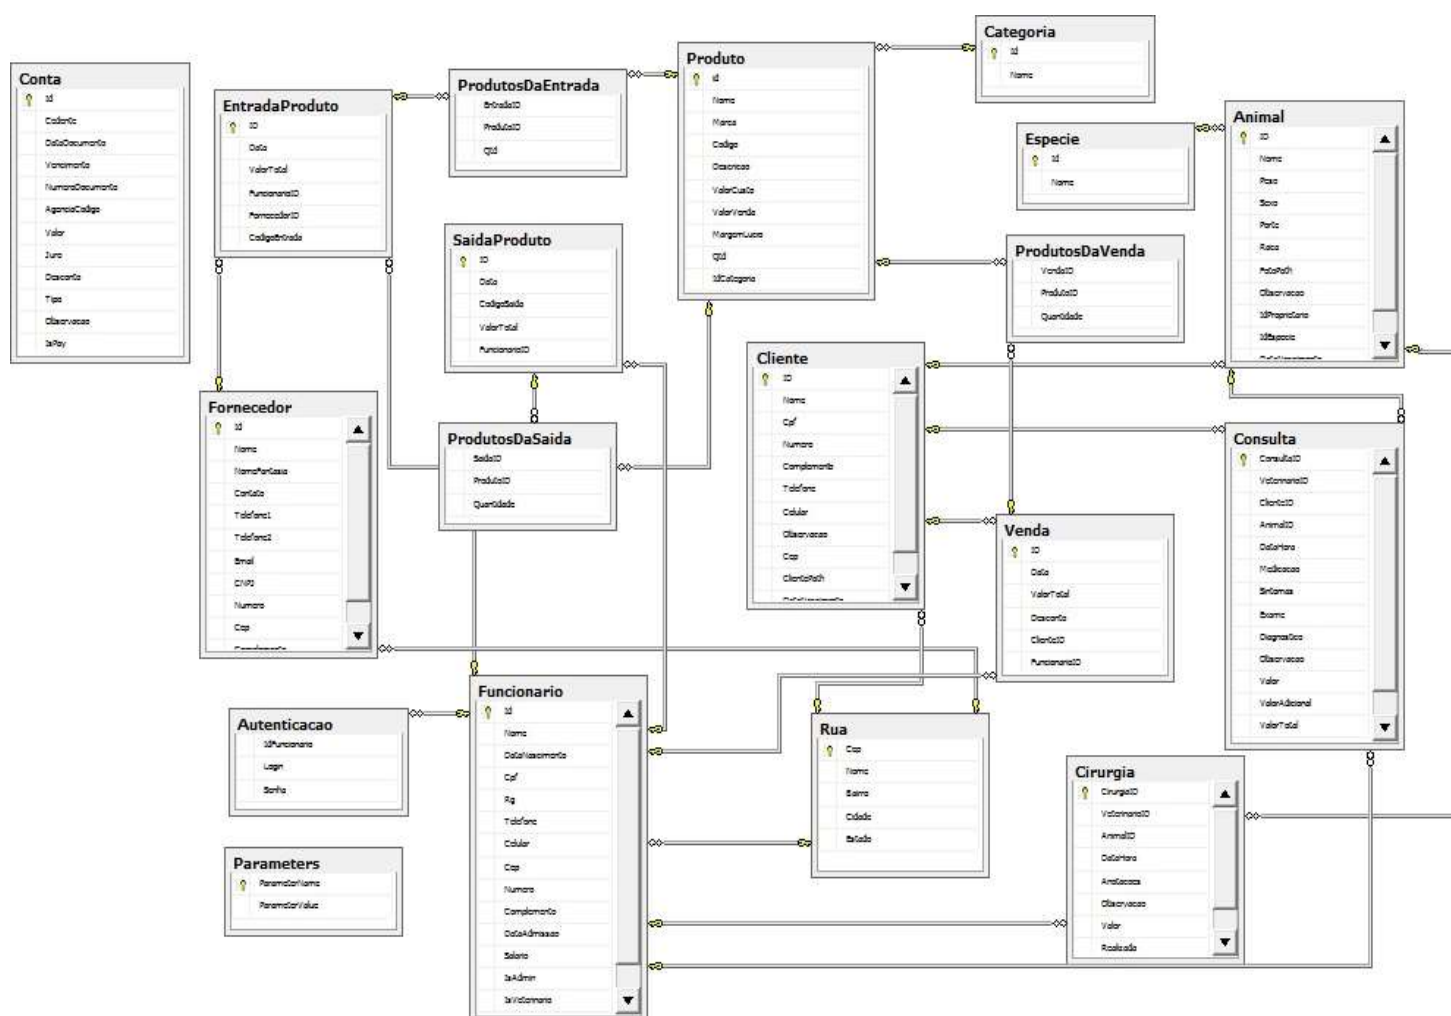 Conta
Id
Cedente
DataDocumento
Vencimento
NumeroDocumento
AgenciaCodigo
Valor
Juro
Desconto
Tipo
Observacao
IsPay
EntradaProduto
ID
Data
ValorTotal
FuncionarioID
FornecedorID
CodigoEntrada
ProdutosDaEntrada
EntradaID
ProdutoID
Qtd
Produto
Id
Nome
Marca
Codigo
Descricao
ValorCusto
ValorVenda
MargemLucro
Qtd
IdCategoria
Categoria
Id
Nome
Especie
Id
Nome
Animal
ID
Nome
Peso
Sexo
Porte
Raca
FotoPath
Observacao
IdProprietario
IdEspecie
DataNascimento
SaidaProduto
ID
Data
CodigoSaida
ValorTotal
FuncionarioID
ProdutosDaVenda
VendaID
ProdutoID
Quantidade
Cliente
ID
Nome
Cpf
Numero
Complemento
Telefone
Celular
Observacao
Cep
ClientePath
DataNascimento
Fornecedor
Id
Nome
NomeFantasia
Contato
Telefone1
Telefone2
Email
CNPJ
Numero
Cep
Complemento
ProdutosDaSaida
SaidaID
ProdutoID
Quantidade
Consulta
ConsultaID
VeterinarioID
ClienteID
AnimalID
DataHora
Medicacao
Sintomas
Exame
Diagnostico
Observacao
Valor
ValorAdicional
ValorTotal
Venda
ID
Data
ValorTotal
Desconto
ClienteID
FuncionarioID
Funcionario
Id
Nome
DataNascimento
Cpf
Rg
Telefone
Celular
Cep
Numero
Complemento
DataAdmissao
Salario
IsAdmin
IsVeterinario
Autenticacao
IdFuncionario
Login
Senha
Rua
Cep
Nome
Bairro
Cidade
Estado
Cirurgia
CirurgiaID
VeterinarioID
AnimalID
DataHora
Anotacoes
Observacao
Valor
Realizada
Parameters
ParameterName
ParameterValue